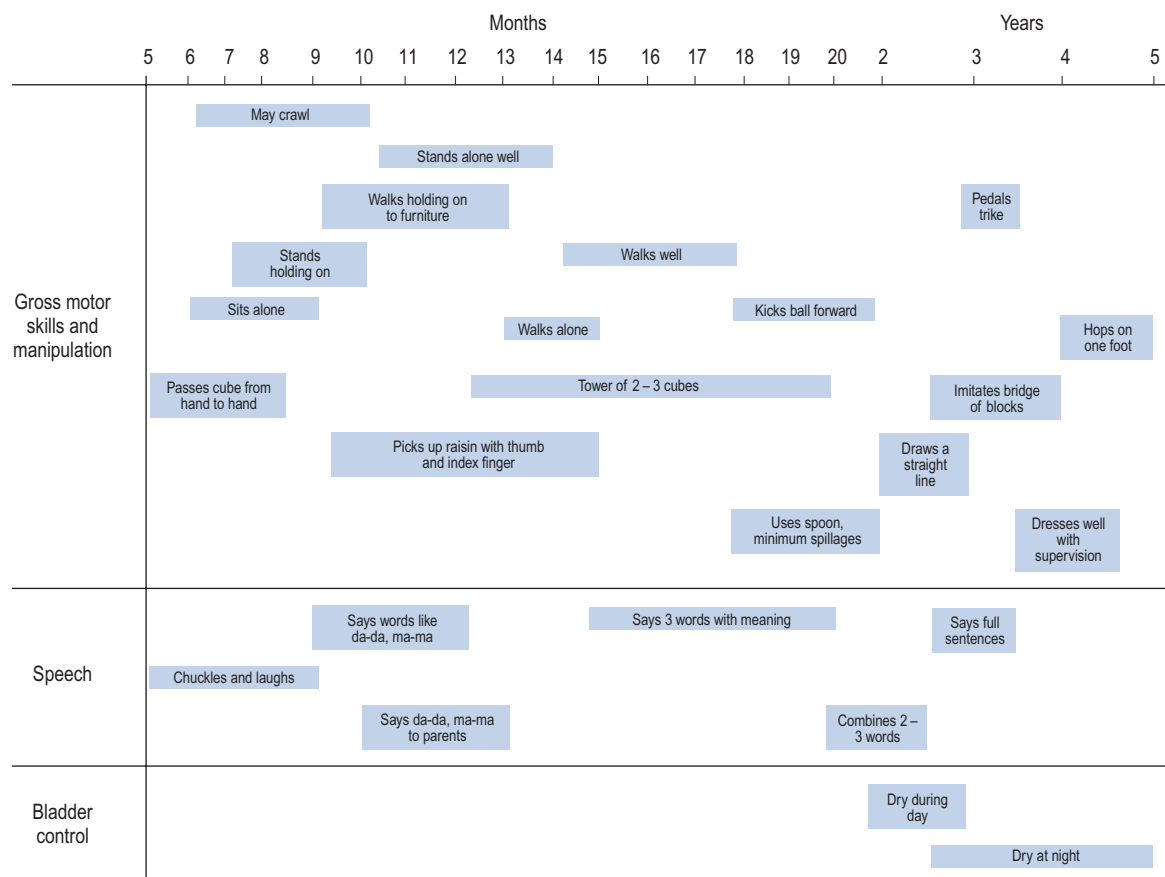 Months Years
5 6 7 8 9 10 11 12 13 14 15 16 17 18 19 20 2 3 4 5
Gross motor
skills and
manipulation
May crawl
Stands alone well
Walks holding on
to furniture
Pedals
trike
Stands
holding on
Walks well
Sits alone
Kicks ball forward
Walks alone
Hops on
one foot
Passes cube from
hand to hand
Tower of 2 – 3 cubes
Imitates bridge
of blocks
Picks up raisin with thumb
and index finger
Draws a
straight
line
Uses spoon,
minimum spillages
Dresses well
with
supervision
Speech
Says words like
da-da, ma-ma
Says 3 words with meaning
Says full
sentences
Chuckles and laughs
Says da-da, ma-ma
to parents
Combines 2 –
3 words
Bladder
control
Dry during
day
Dry at night